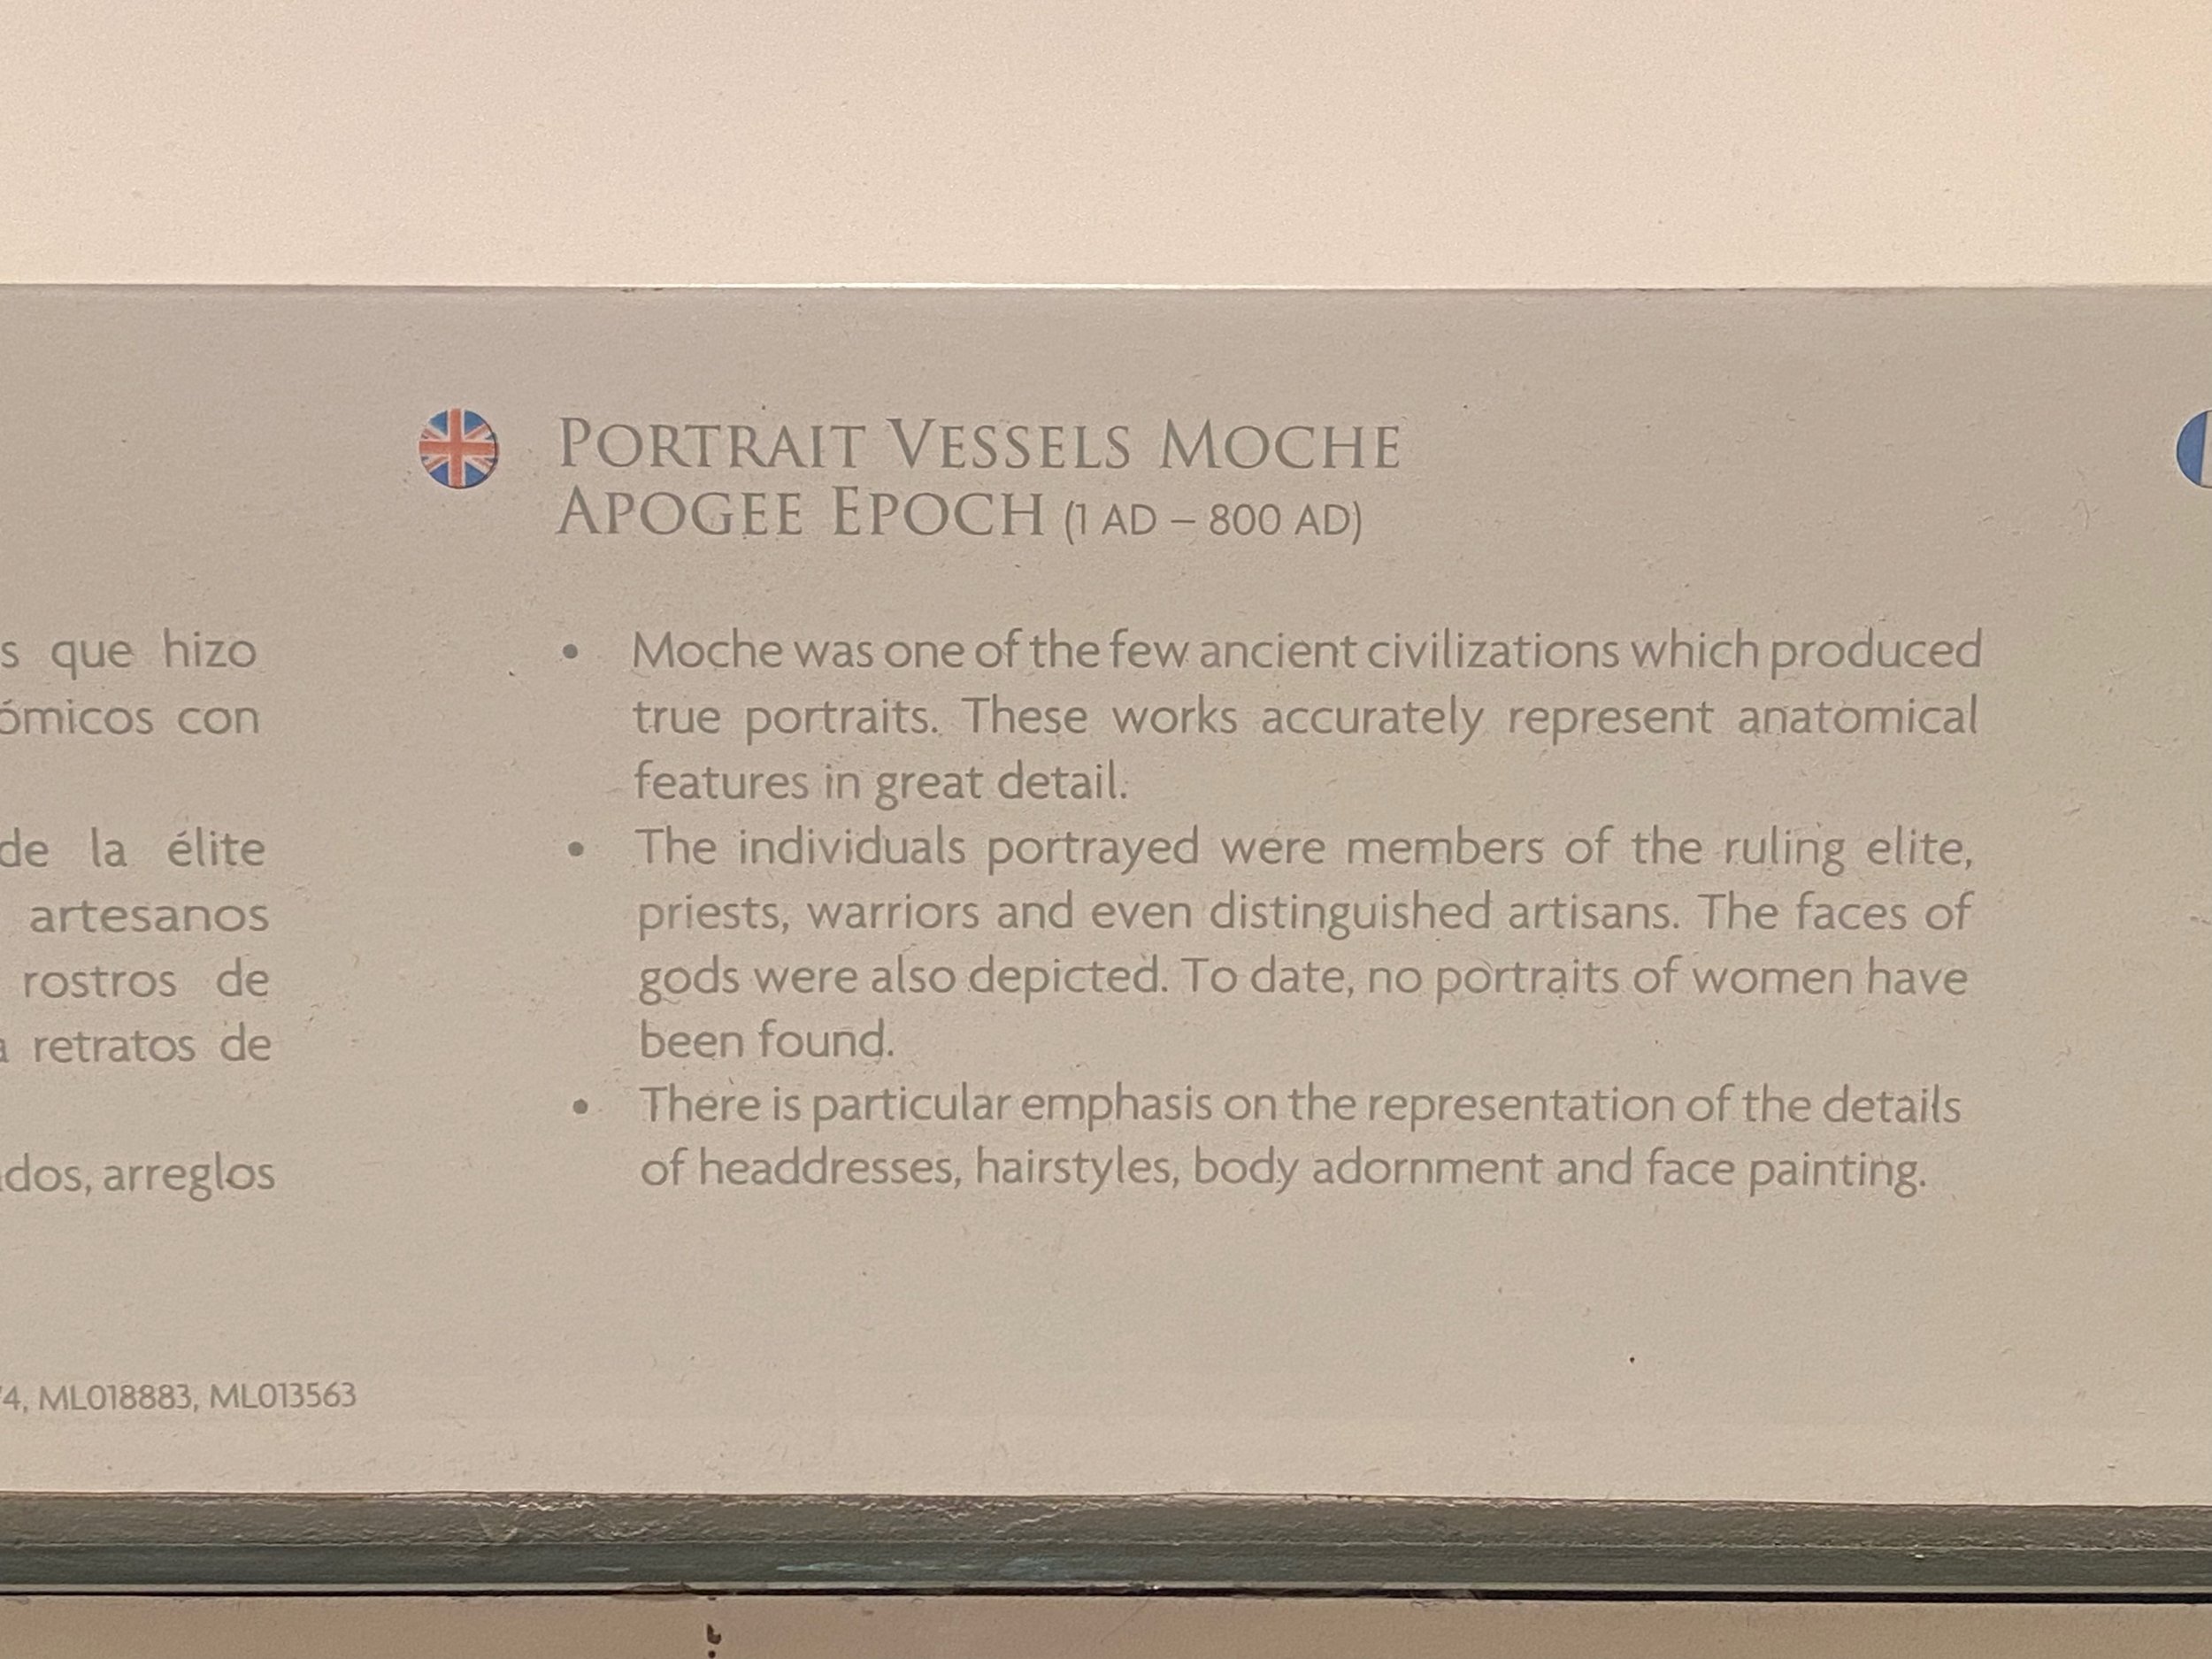 s que hizo
ómicos con
de la élite
artesanos
rostros de
a retratos de
dos, arreglos
4, ML018883, ML013563
PORTRAIT VESSELS MOCHE
APOGEE EPOCH (1 AD – 800 AD)
• Moche was one of the few ancient civilizations which produced
true portraits. These works accurately represent anatomical
features in great detail.
• The individuals portrayed were members of the ruling elite,
priests, warriors and even distinguished artisans. The faces of
gods were also depicted. To date, no portraits of women have
been found.
• There is particular emphasis on the representation of the details
of headdresses, hairstyles, body adornment and face painting.